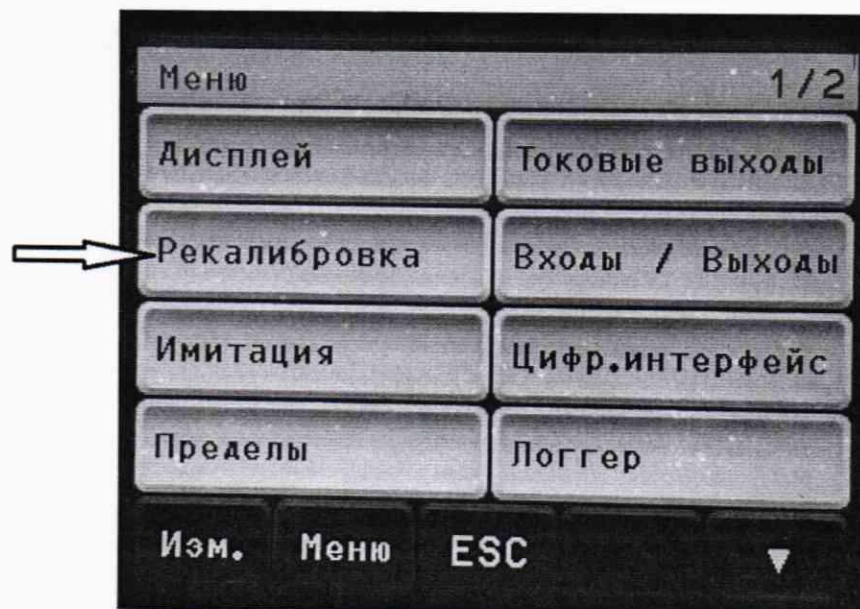 Меню 1/2
Дисплей Токовые выходы
Рекалибровка Входы / Выходы
Имитация Цифр.интерфейс
Пределы Логгер
Изм. Меню ESC ▼